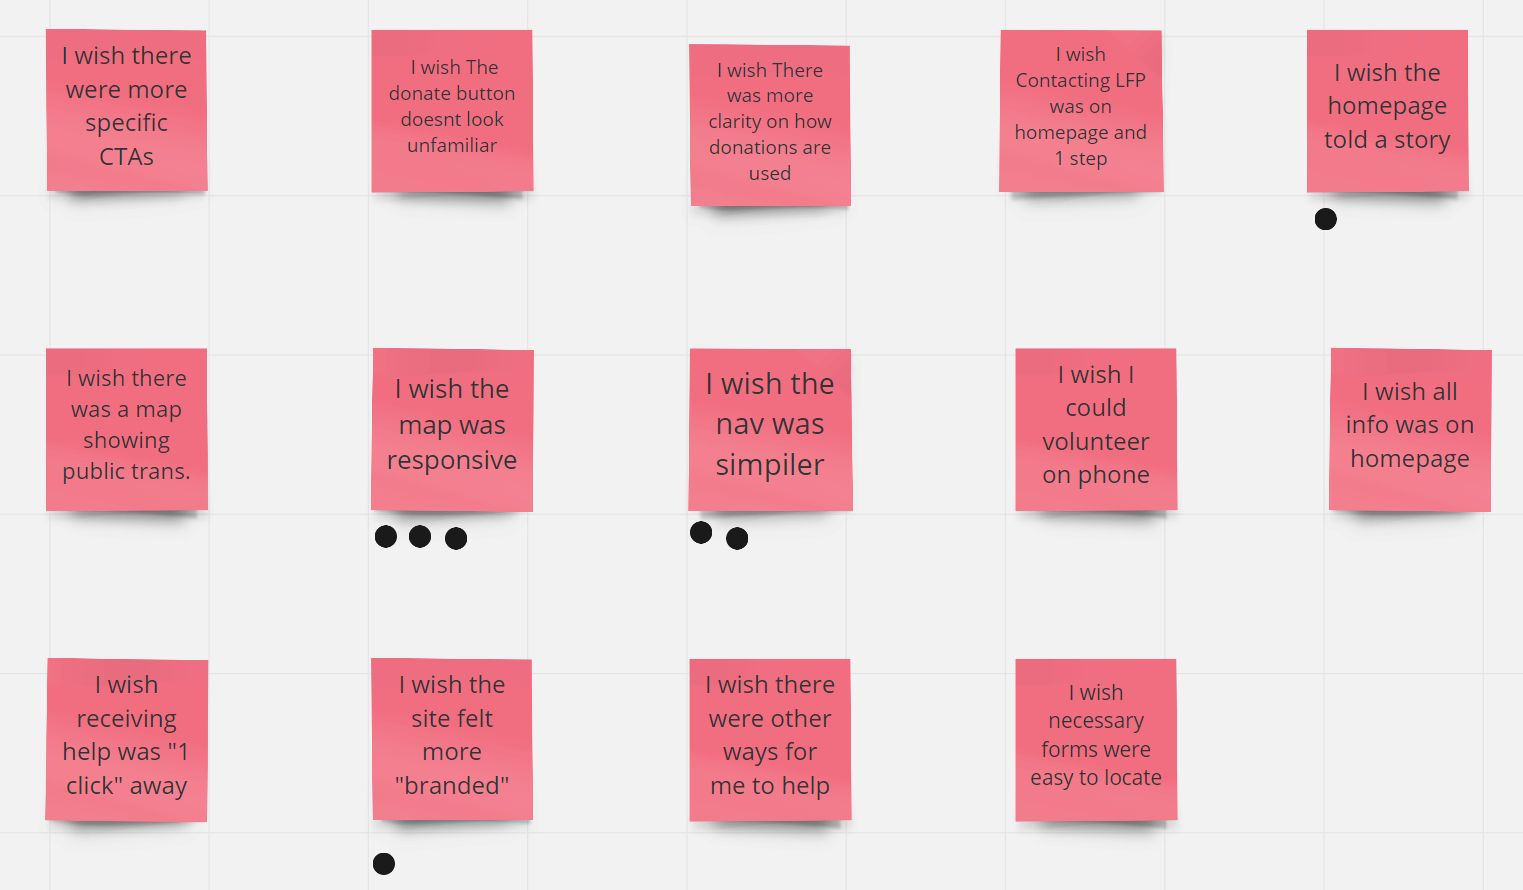 I wish there
were more
specific
CTAs
I wish The
donate button
doesnt look
unfamiliar
I wish There
was more
clarity on how
donations are
used
I wish
Contacting LFP
was on
homepage and
1 step
I wish the
homepage
told a story
I wish there
was a map
showing
public trans.
I wish the
map was
responsive
I wish the
nav was
simpiler
I wish I
could
volunteer
on phone
I wish all
info was on
homepage
I wish
receiving
help was "1
click" away
I wish the
site felt
more
"branded"
I wish there
were other
ways for
me to help
I wish
necessary
forms were
easy to locate